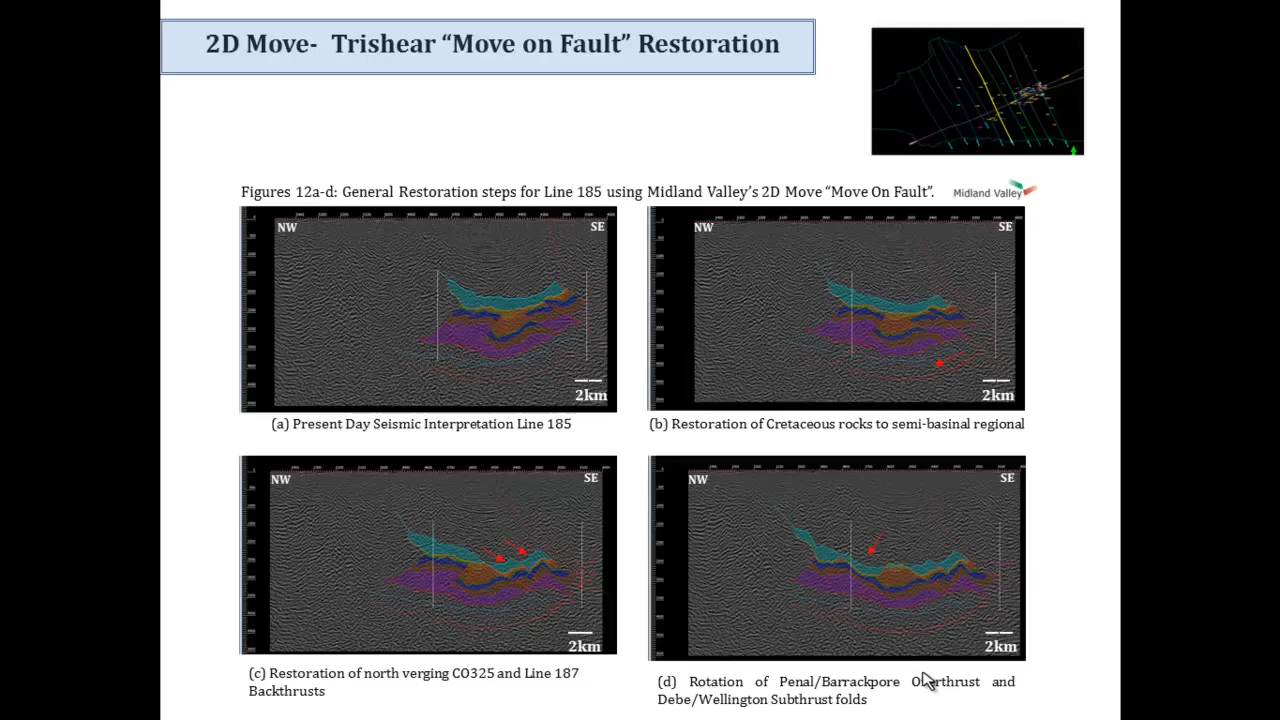 2D Move- Trishear “Move on Fault” Restoration
Figures 12a-d: General Restoration steps for Line 185 using Midland Valley’s 2D Move “Move On Fault”.
Midland Valley
NW
SE
2km
(a) Present Day Seismic Interpretation Line 185
NW
SE
2km
(b) Restoration of Cretaceous rocks to semi-basinal regional
NW
SE
2km
(c) Restoration of north verging CO325 and Line 187
Backthrusts
NW
SE
2km
(d) Rotation of Penal/Barrackpore Overthrust and
Debe/Wellington Subthrust folds